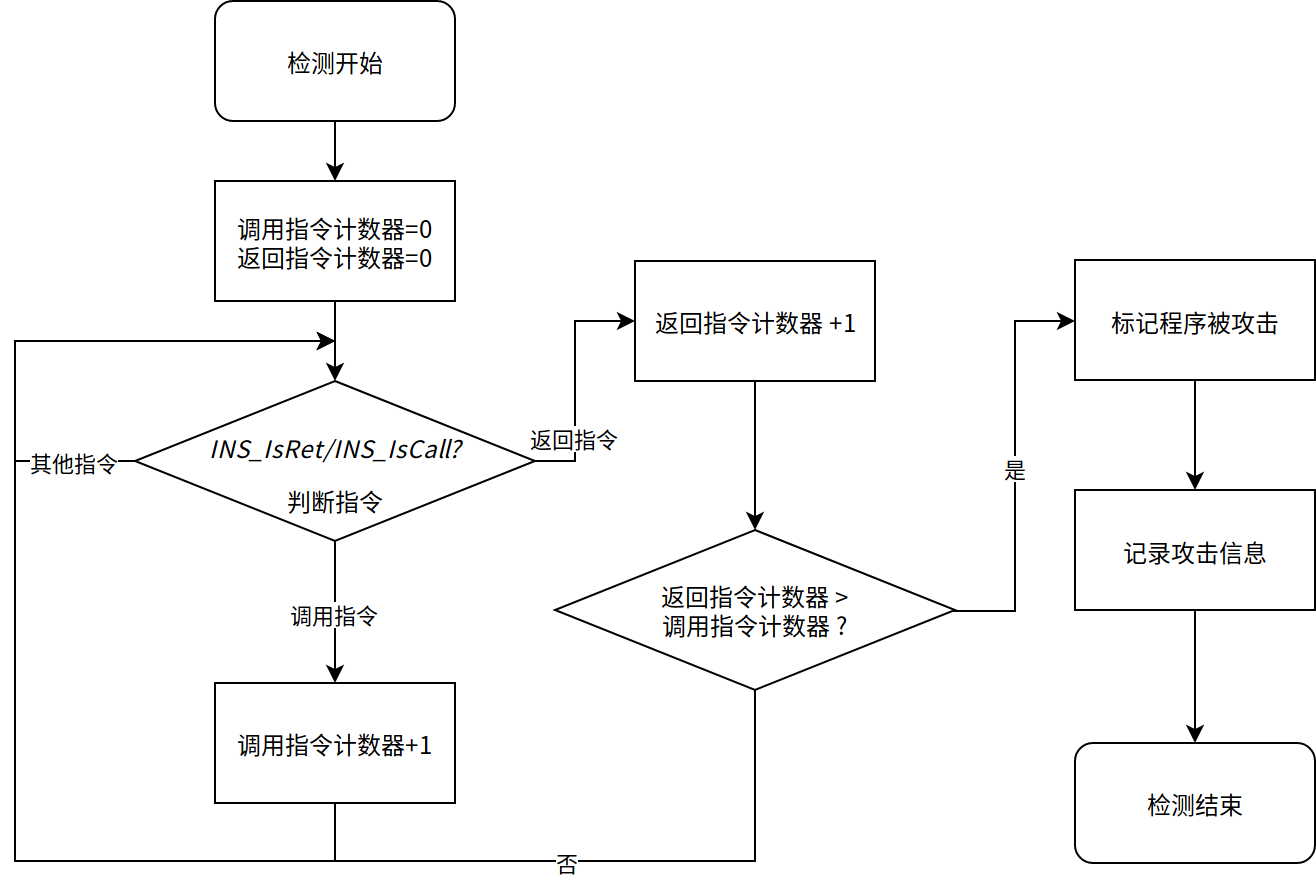 检测开始
调用指令计数器=0
返回指令计数器=0
INS_IsRet/INS_IsCall?
判断指令
其他指令
返回指令
调用指令
调用指令计数器+1
返回指令计数器 +1
返回指令计数器 >
调用指令计数器 ?
否
是
标记程序被攻击
记录攻击信息
检测结束